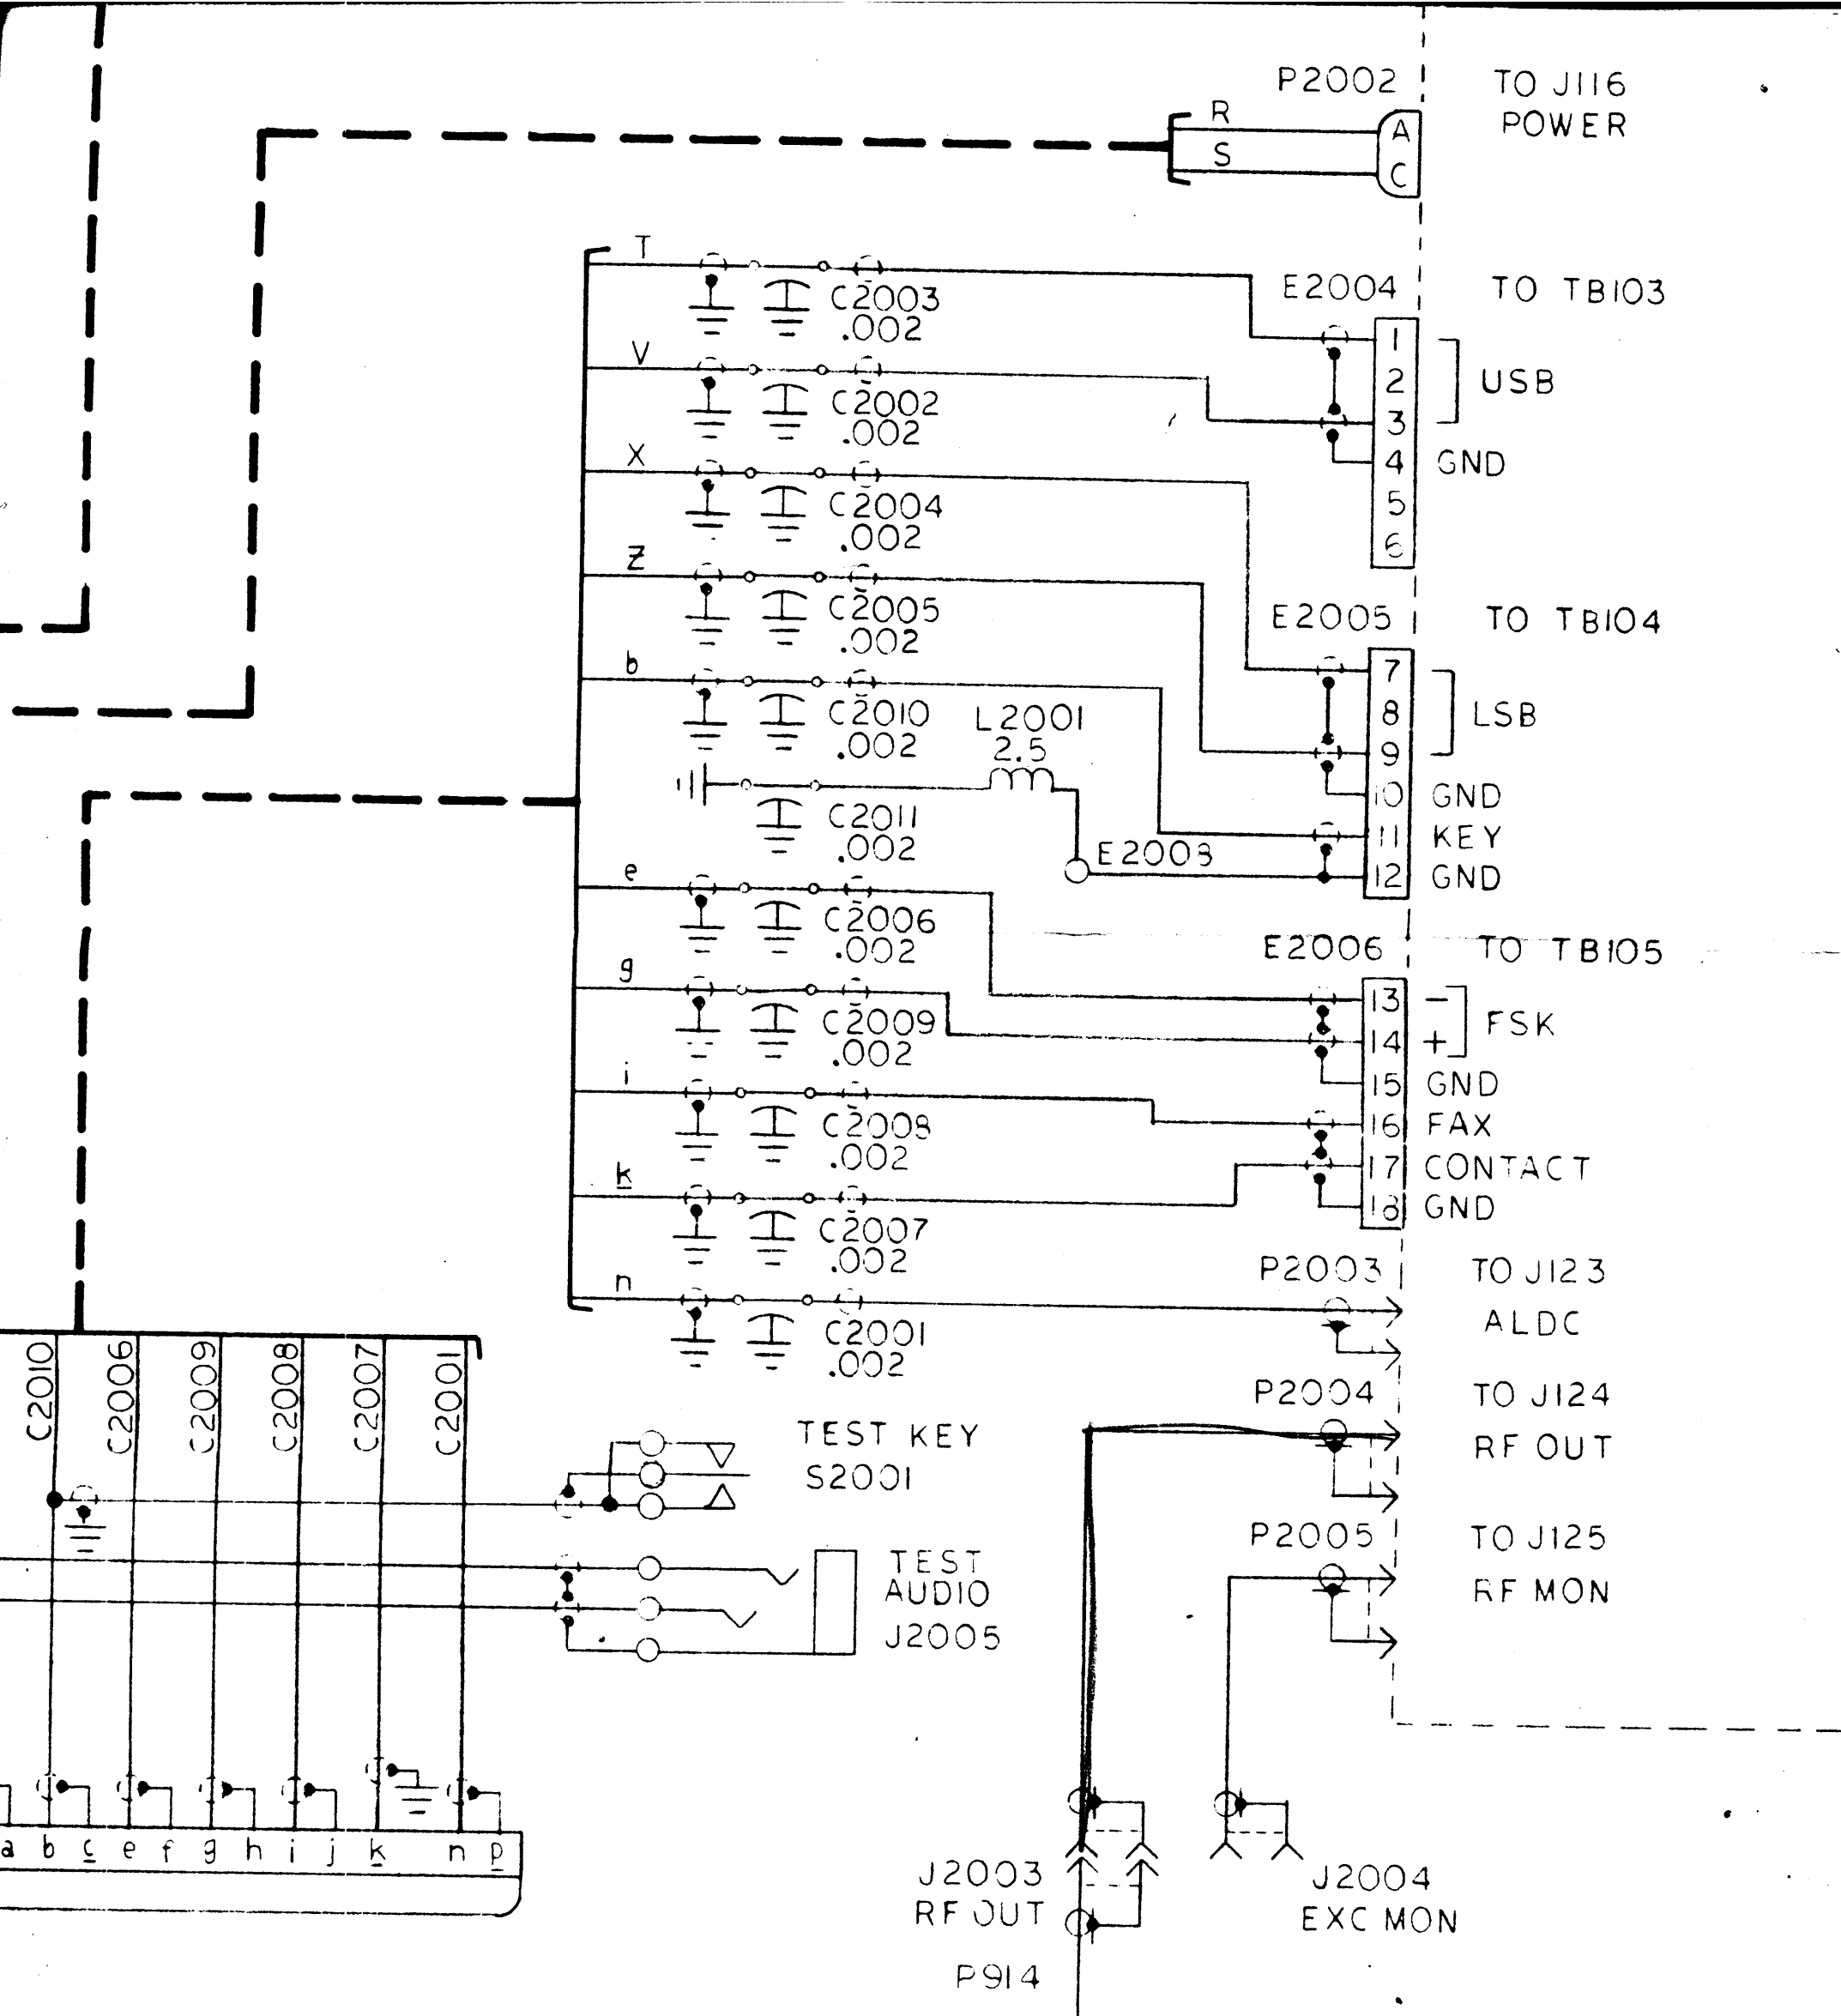 P2002 TO J116
POWER
R
A
S
C
T
C2003
.002
E2004 TO TB103
1
2
3
4
5
6
USB
GND
V
C2002
.002
X
C2004
.002
Z
C2005
.002
E2005 TO TB104
7
8
9
10
11
12
LSB
GND
KEY
GND
b
C2010
.002
L2001
2.5
C2011
.002
E2003
e
C2006
.002
E2006 TO TB105
13 -
14 +
FSK
15 GND
16 FAX
17 CONTACT
18 GND
g
C2009
.002
i
C2008
.002
k
C2007
.002
n
C2001
.002
P2003 TO J123
ALDC
P2004 TO J124
RF OUT
P2005 TO J125
RF MON
C2010
C2006
C2009
C2008
C2007
C2001
TEST KEY
S2001
TEST
AUDIO
J2005
a b c e f g h i j k n p
J2003
RF OUT
P914
J2004
EXC MON